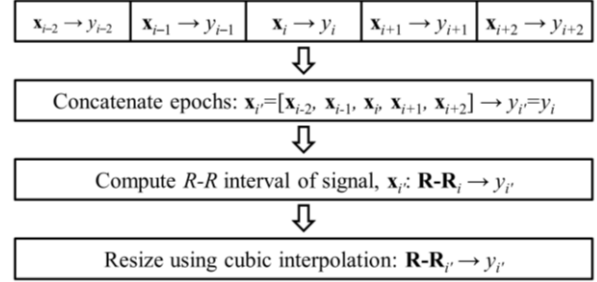 x_{i–2} → y_{i–2} x_{i–1} → y_{i–1} x_i → y_i x_{i+1} → y_{i+1} x_{i+2} → y_{i+2}
Concatenate epochs: x_{i'}=[x_{i-2}, x_{i-1}, x_i, x_{i+1}, x_{i+2}] → y_{i'}=y_i
Compute R-R interval of signal, x_{i'}: R-R_i → y_{i'}
Resize using cubic interpolation: R-R_{i'} → y_{i'}